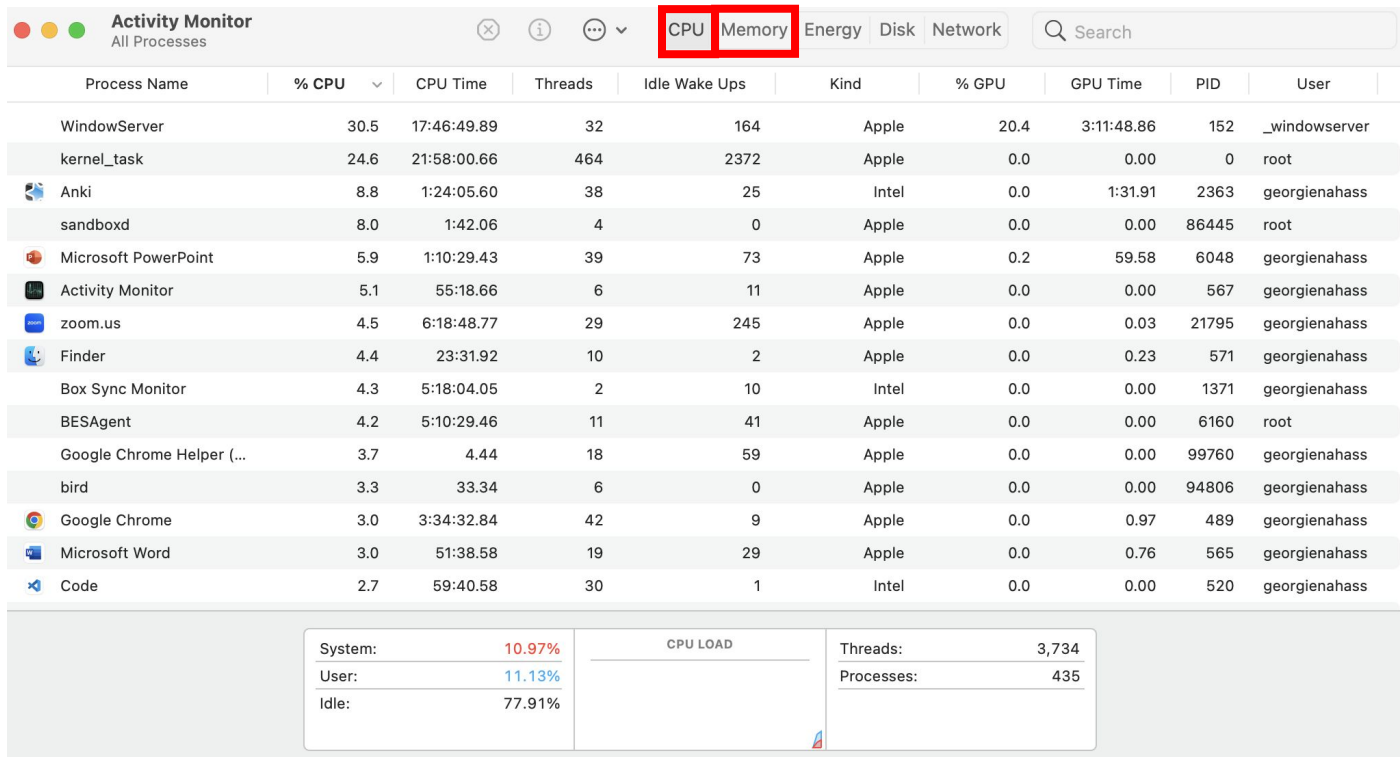 Activity Monitor
All Processes
CPU Memory Energy Disk Network Search
Process Name % CPU CPU Time Threads Idle Wake Ups Kind % GPU GPU Time PID User
WindowServer 30.5 17:46:49.89 32 164 Apple 20.4 3:11:48.86 152 _windowserver
kernel_task 24.6 21:58:00.66 464 2372 Apple 0.0 0.00 0 root
Anki 8.8 1:24:05.60 38 25 Intel 0.0 1:31.91 2363 georgienahass
sandboxd 8.0 1:42.06 4 0 Apple 0.0 0.00 86445 root
Microsoft PowerPoint 5.9 1:10:29.43 39 73 Apple 0.2 59.58 6048 georgienahass
Activity Monitor 5.1 55:18.66 6 11 Apple 0.0 0.00 567 georgienahass
zoom zoom.us 4.5 6:18:48.77 29 245 Apple 0.0 0.03 21795 georgienahass
Finder 4.4 23:31.92 10 2 Apple 0.0 0.23 571 georgienahass
Box Sync Monitor 4.3 5:18:04.05 2 10 Intel 0.0 0.00 1371 georgienahass
BESAgent 4.2 5:10:29.46 11 41 Apple 0.0 0.00 6160 root
Google Chrome Helper (... 3.7 4.44 18 59 Apple 0.0 0.00 99760 georgienahass
bird 3.3 33.34 6 0 Apple 0.0 0.00 94806 georgienahass
Google Chrome 3.0 3:34:32.84 42 9 Apple 0.0 0.97 489 georgienahass
Microsoft Word 3.0 51:38.58 19 29 Apple 0.0 0.76 565 georgienahass
Code 2.7 59:40.58 30 1 Intel 0.0 0.00 520 georgienahass
System: 10.97% CPU LOAD Threads: 3,734
User: 11.13% Processes: 435
Idle: 77.91%